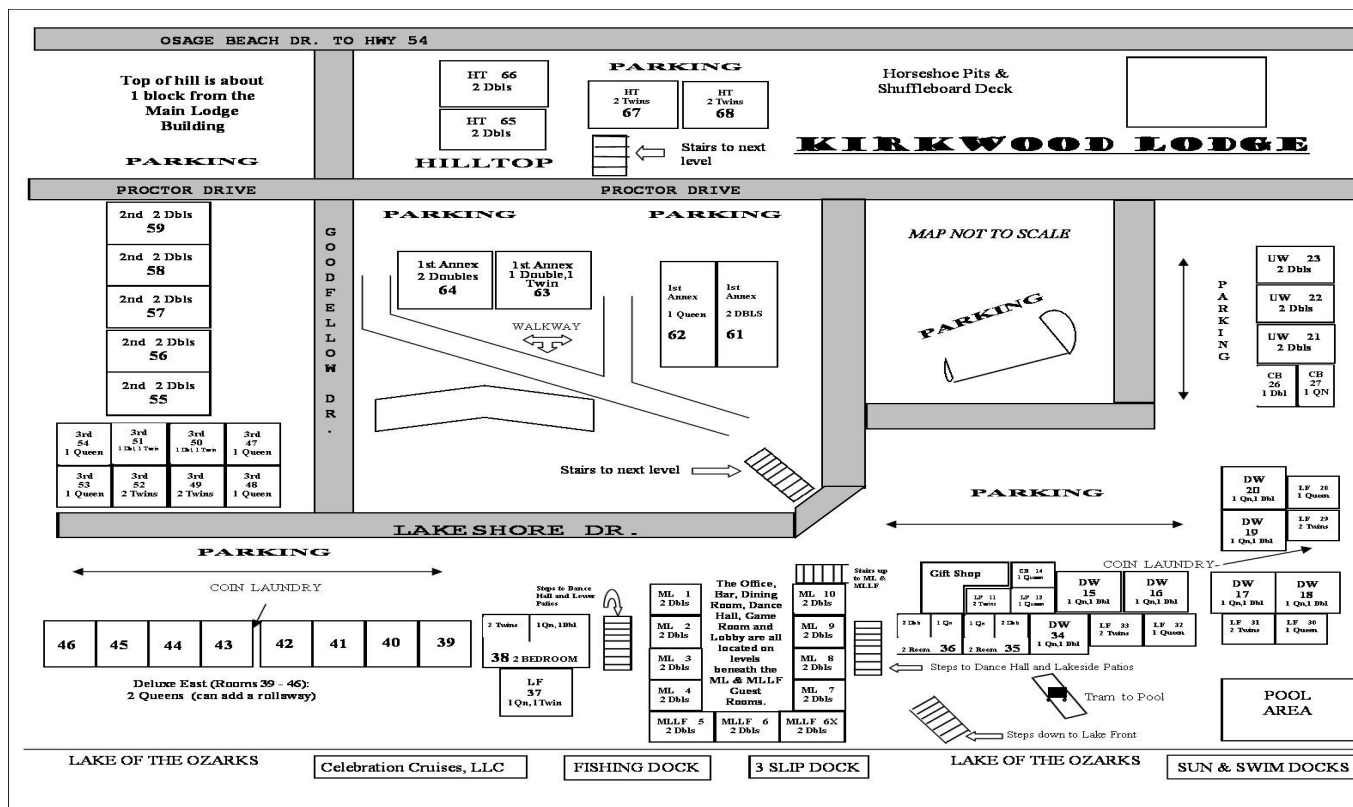 OSAGE BEACH DR. TO HWY 54
Top of hill is about
1 block from the
Main Lodge
Building
PARKING
HT 66
2 Dbls
HT 65
2 Dbls
HILLTOP
PARKING
HT
2 Twins
67
HT
2 Twins
68
Stairs to next
level
Horseshoe Pits &
Shuffleboard Deck
KIRKWOOD LODGE
PROCTOR DRIVE
PROCTOR DRIVE
2nd 2 Dbls
59
2nd 2 Dbls
58
2nd 2 Dbls
57
2nd 2 Dbls
56
2nd 2 Dbls
55
GOODFELLOW DR.
PARKING
PARKING
1st Annex
2 Doubles
64
1st Annex
1 Double,1
Twin
63
WALKWAY
1st
Annex
1 Queen
62
1st
Annex
2 DBLS
61
MAP NOT TO SCALE
PARKING
PARKING
UW 23
2 Dbls
UW 22
2 Dbls
UW 21
2 Dbls
CB
26
1 Dbl
CB
27
1 QN
3rd
54
1 Queen
3rd
51
1 Dbl 1 Twin
3rd
50
1 Dbl 1 Twin
3rd
47
1 Queen
3rd
53
1 Queen
3rd
52
2 Twins
3rd
49
2 Twins
3rd
48
1 Queen
Stairs to next level
LAKESHORE DR.
PARKING
PARKING
DW
20
1 Qn,1 Dbl
LF 28
1 Queen
DW
19
1 Qn,1 Dbl
LF 29
2 Twins
COIN LAUNDRY
COIN LAUNDRY
46
45
44
43
42
41
40
39
Deluxe East (Rooms 39 - 46):
2 Queens (can add a rollaway)
Steps to Dance
Hall and Lower
Patios
2 Twins
1Qn,1Dbl
38 2 BEDROOM
LF
37
1Qn,1Twin
ML 1
2 Dbls
ML 2
2 Dbls
ML 3
2 Dbls
ML 4
2 Dbls
MLLF 5
2 Dbls
MLLF 6
2 Dbls
MLLF 6X
2 Dbls
The Office,
Bar, Dining
Room, Dance
Hall, Game
Room and
Lobby are all
located on
levels
beneath the
ML & MLLF
Guest
Rooms.
ML 10
2 Dbls
ML 9
2 Dbls
ML 8
2 Dbls
ML 7
2 Dbls
Stairs up
to ML &
MLLF
Gift Shop
1 Queen
LF 11
2 Twins
LF 12
1 Queen
DW
15
1 Qn,1 Dbl
DW
16
1 Qn,1 Dbl
DW
17
1 Qn,1 Dbl
DW
18
1 Qn,1 Dbl
2 Dbls
1 Qn
1 Qn
2 Dbls
2 Room 36
2 Room 35
DW
34
1 Qn,1 Dbl
LF 33
2 Twins
LF 32
1 Queen
LF 31
2 Twins
LF 30
1 Queen
Steps to Dance Hall and Lakeside Patios
Tram to Pool
Steps down to Lake Front
POOL
AREA
LAKE OF THE OZARKS
Celebration Cruises, LLC
FISHING DOCK
3 SLIP DOCK
LAKE OF THE OZARKS
SUN & SWIM DOCKS